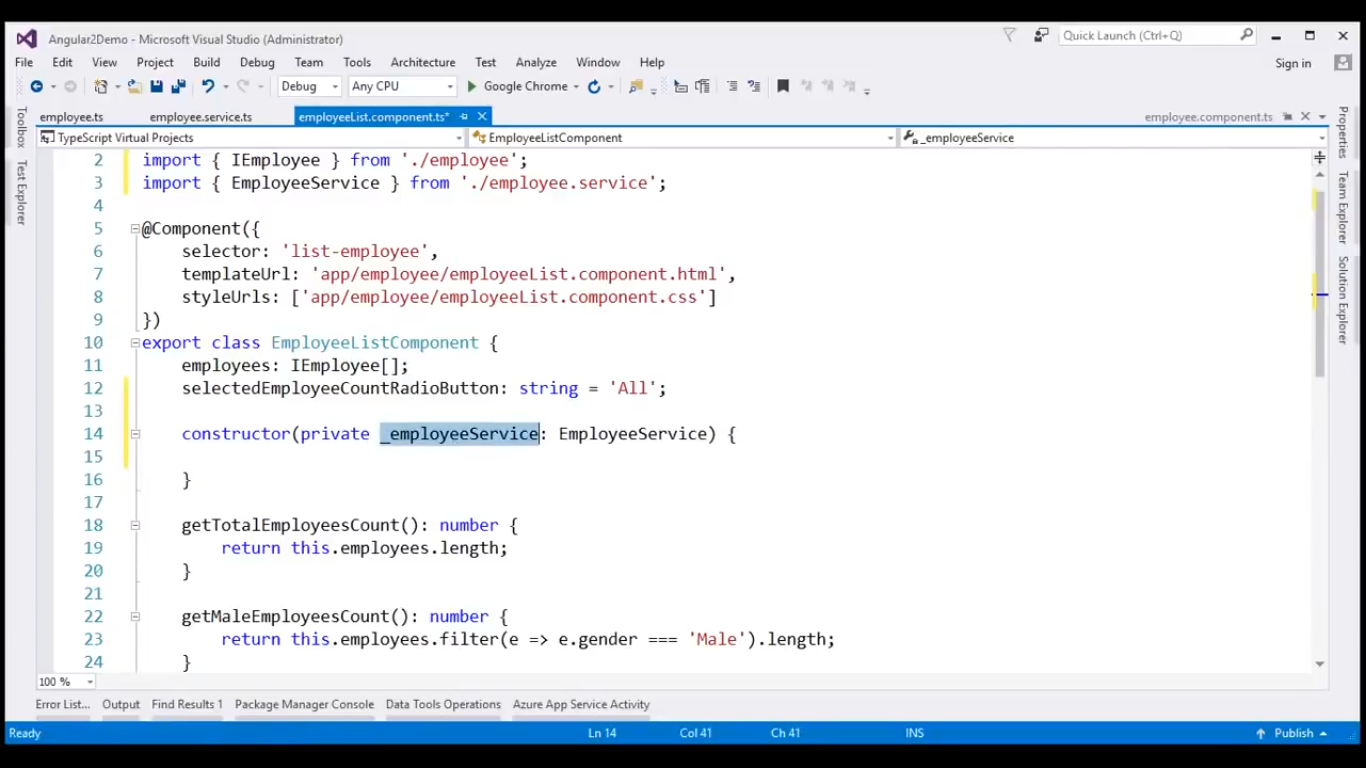 Angular2Demo - Microsoft Visual Studio (Administrator)
Quick Launch (Ctrl+Q)
File Edit View Project Build Debug Team Tools Architecture Test Analyze Window Help
Sign in
Debug Any CPU Google Chrome
employee.ts employee.service.ts employeeList.component.ts* employee.component.ts
TypeScript Virtual Projects EmployeeListComponent _employeeService
Toolbox
Test Explorer
Properties
Team Explorer
Solution Explorer
2 import { IEmployee } from './employee';
3 import { EmployeeService } from './employee.service';
4
5 @Component({
6 selector: 'list-employee',
7 templateUrl: 'app/employee/employeeList.component.html',
8 styleUrls: ['app/employee/employeeList.component.css']
9 })
10 export class EmployeeListComponent {
11 employees: IEmployee[];
12 selectedEmployeeCountRadioButton: string = 'All';
13
14 constructor(private _employeeService: EmployeeService) {
15
16 }
17
18 getTotalEmployeesCount(): number {
19 return this.employees.length;
20 }
21
22 getMaleEmployeesCount(): number {
23 return this.employees.filter(e => e.gender === 'Male').length;
24 }
100 %
Error List... Output Find Results 1 Package Manager Console Data Tools Operations Azure App Service Activity
Ready Ln 14 Col 41 Ch 41 INS Publish